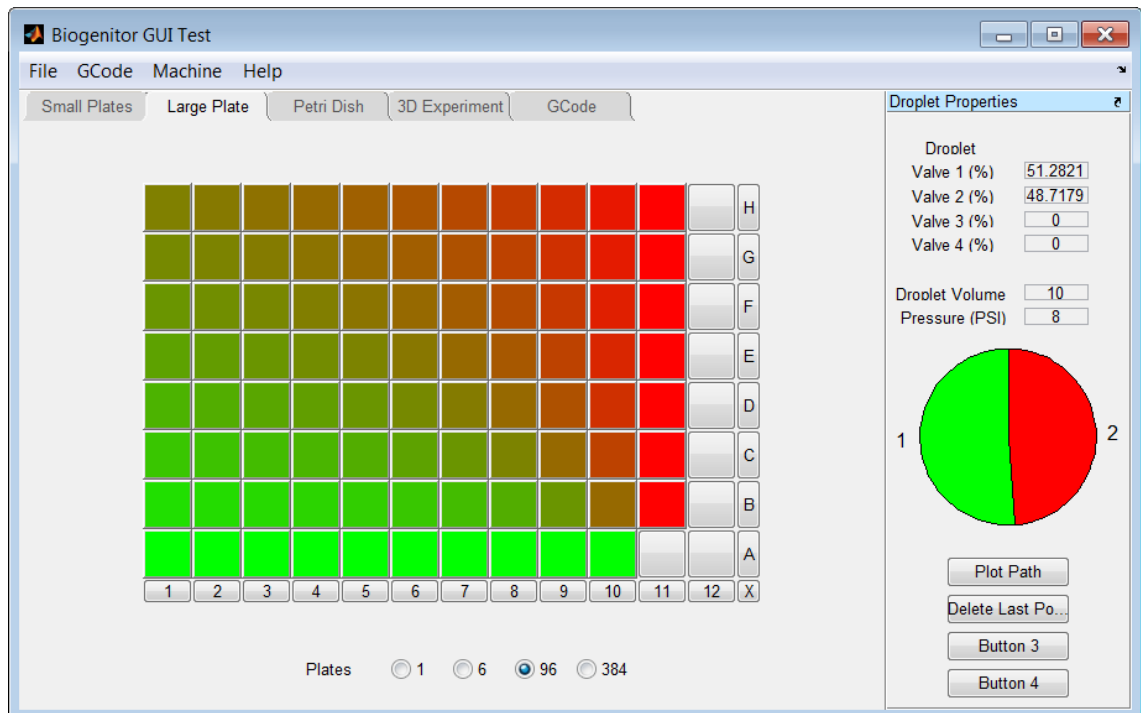 Biogenitor GUI Test
File GCode Machine Help
Small Plates Large Plate Petri Dish 3D Experiment GCode
Droplet Properties
Droplet
Valve 1 (%) 51.2821
Valve 2 (%) 48.7179
Valve 3 (%) 0
Valve 4 (%) 0
Droplet Volume 10
Pressure (PSI) 8
1 2
Plot Path
Delete Last Po...
Button 3
Button 4
H
G
F
E
D
C
B
A
1 2 3 4 5 6 7 8 9 10 11 12 X
Plates 1 6 96 384